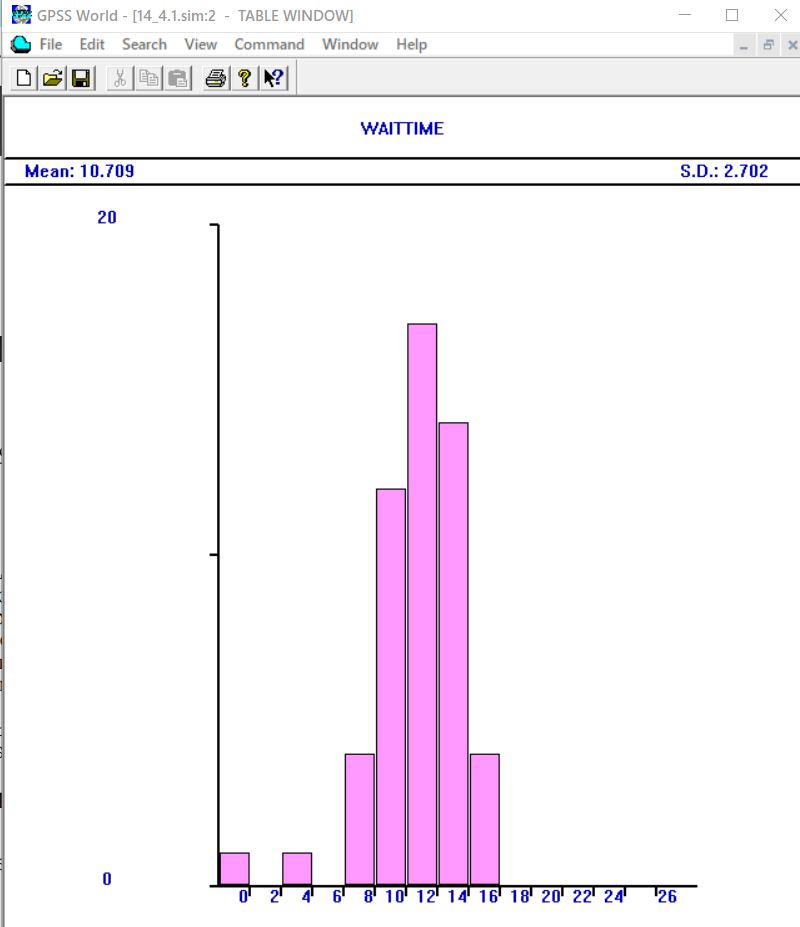 GPSS World - [14_4.1.sim:2 - TABLE WINDOW]
File Edit Search View Command Window Help
WAITTIME
Mean: 10.709 S.D.: 2.702
20
0
0 2 4 6 8 10 12 14 16 18 20 22 24 26